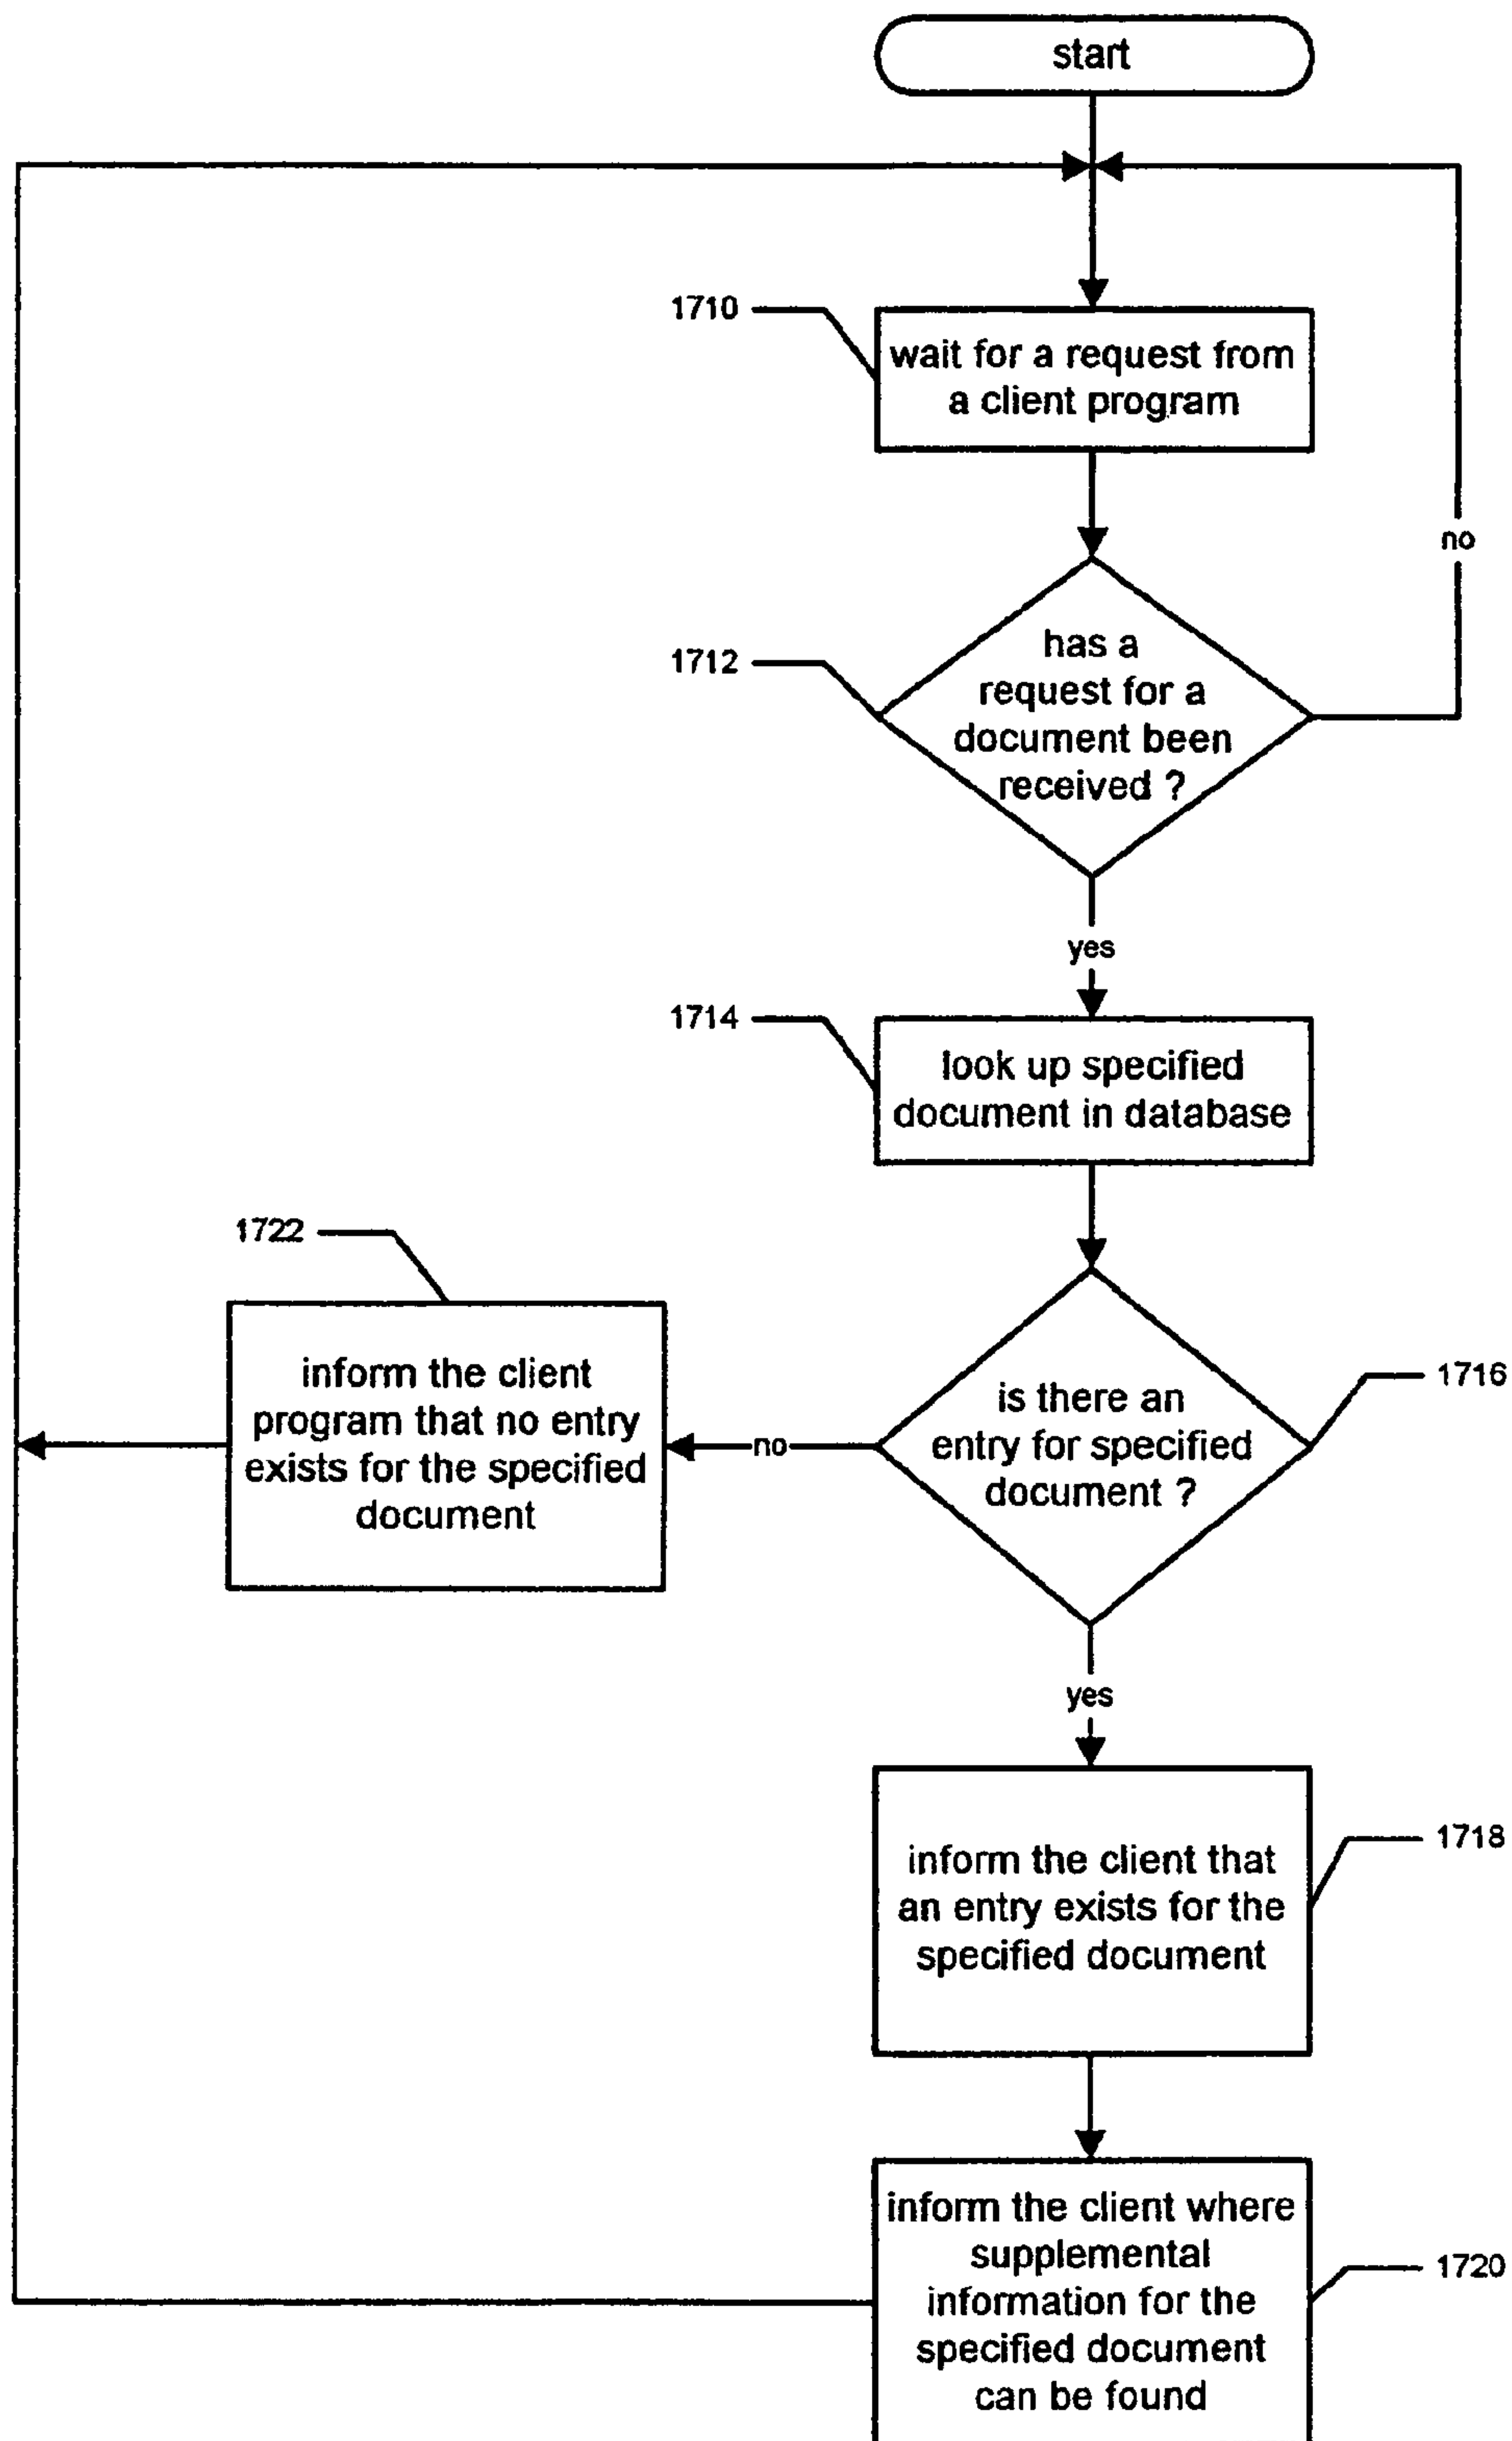 start
1710
wait for a request from
a client program
no
1712
has a
request for a
document been
received ?
yes
1714
look up specified
document in database
1722
inform the client
program that no entry
exists for the specified
document
no
is there an
entry for specified
document ?
1716
yes
inform the client that
an entry exists for the
specified document
1718
inform the client where
supplemental
information for the
specified document
can be found
1720